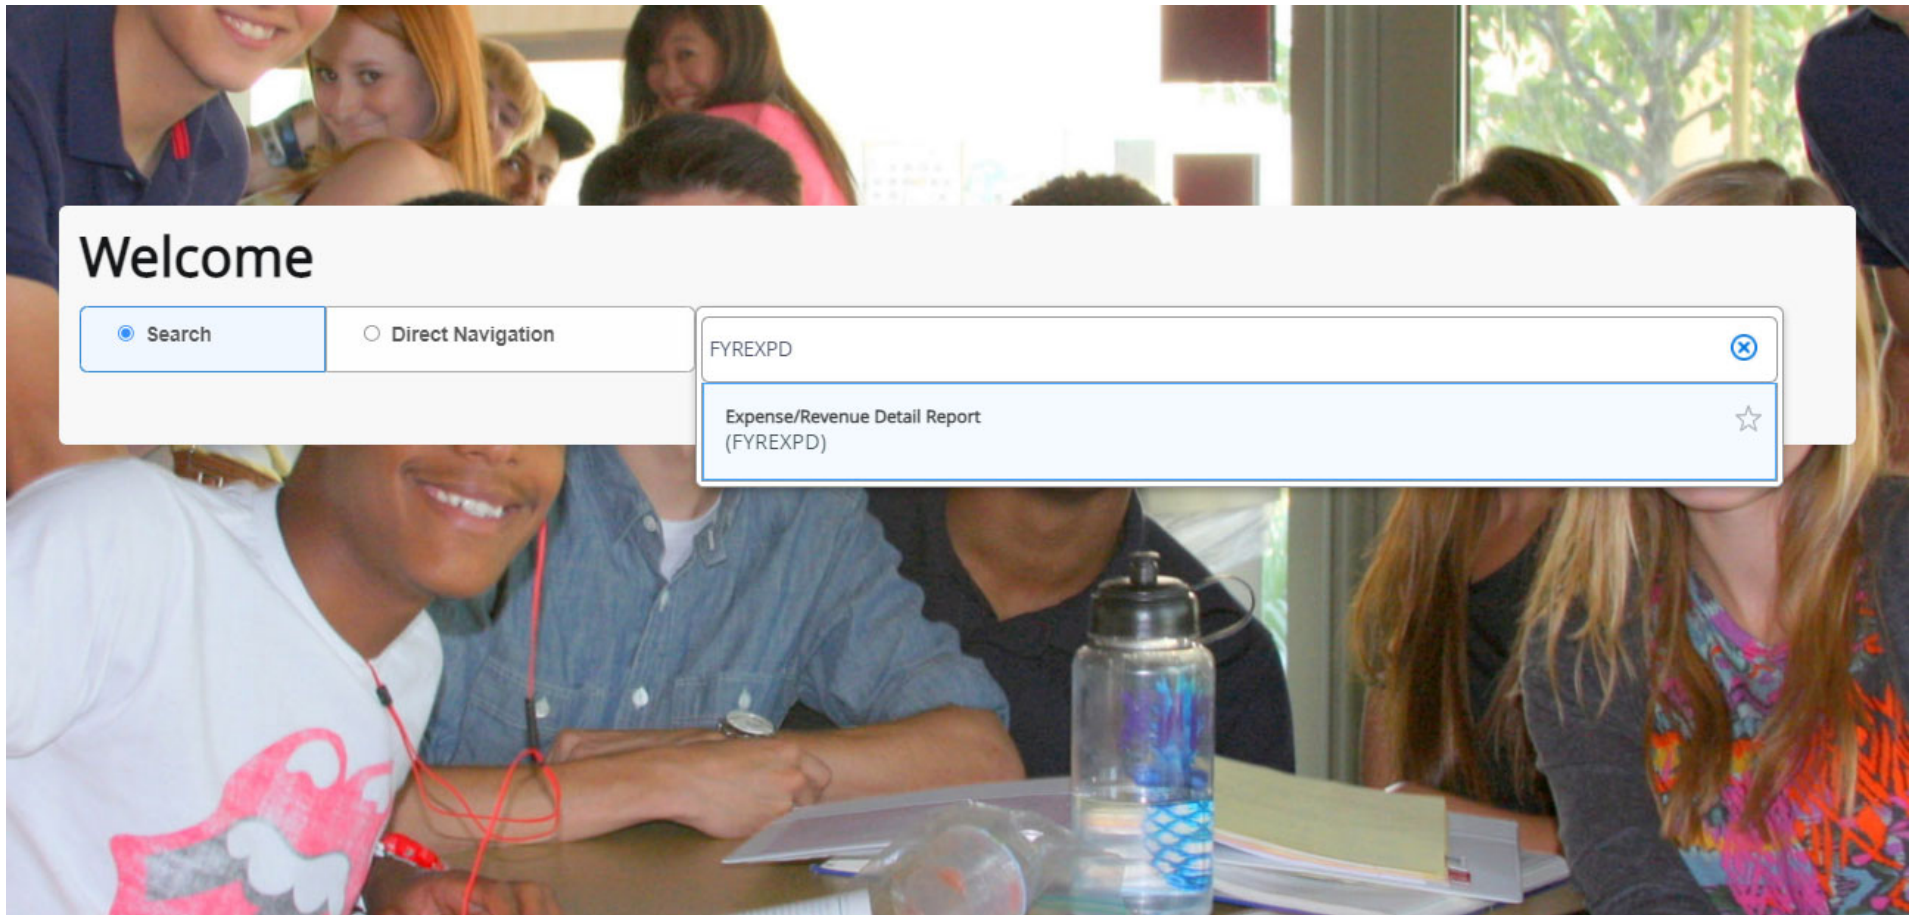 Welcome
Search
Direct Navigation
FYREXPD
Expense/Revenue Detail Report
(FYREXPD)